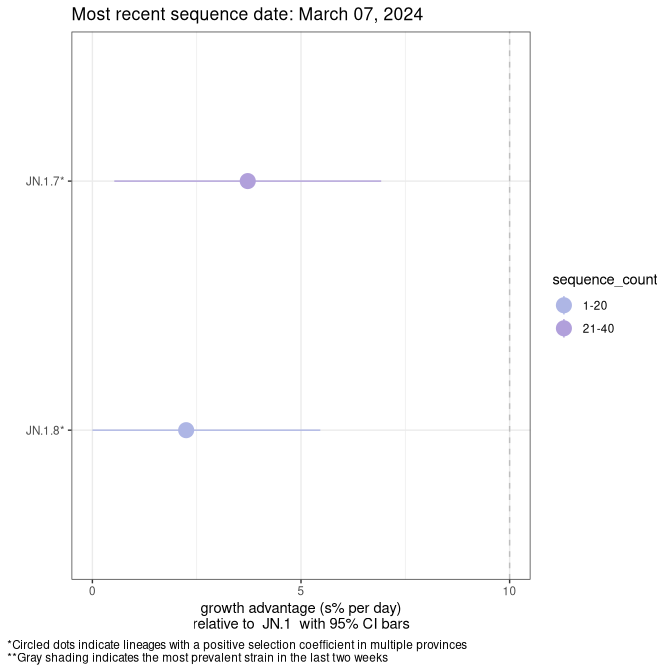 Most recent sequence date: March 07, 2024
JN.1.7*
JN.1.8*
sequence_count
1-20
21-40
0
5
10
growth advantage (s% per day)
relative to JN.1 with 95% CI bars
*Circled dots indicate lineages with a positive selection coefficient in multiple provinces
**Gray shading indicates the most prevalent strain in the last two weeks